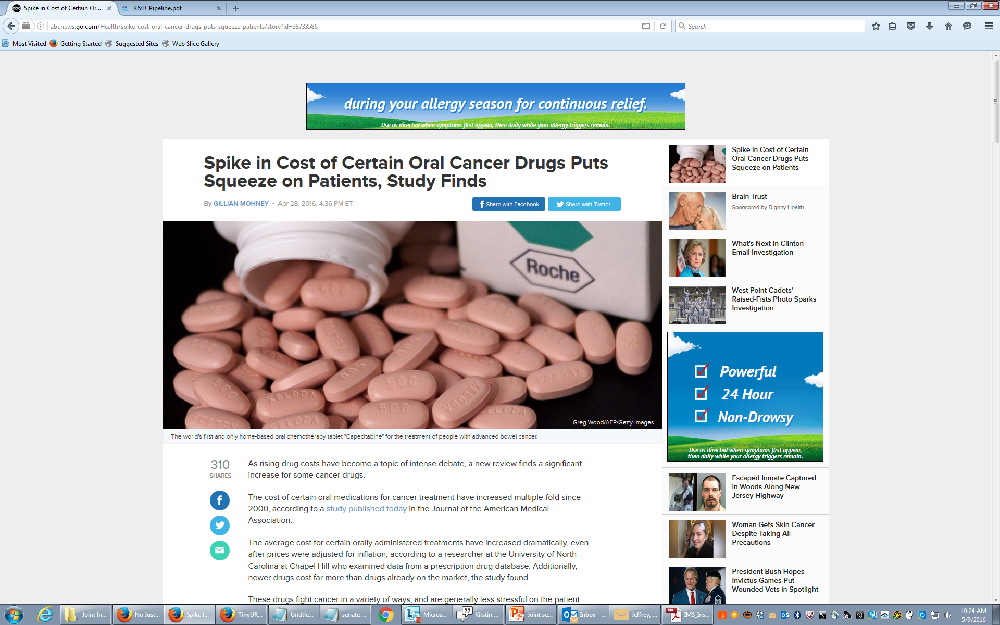 Spike in Cost of Certain Or...
R&D_Pipeline.pdf
abcnews.go.com/Health/spike-cost-oral-cancer-drugs-puts-squeeze-patients/story?id=38733586
Search
Most Visited
Getting Started
Suggested Sites
Web Slice Gallery
during your allergy season for continuous relief.
Use as directed when symptoms first appear, then daily while your allergy triggers remain.
Spike in Cost of Certain Oral Cancer Drugs Puts
Squeeze on Patients, Study Finds
By GILLIAN MOHNEY • Apr 28, 2016, 4:36 PM ET
Share with Facebook
Share with Twitter
Roche
500
XELODA
Greg Wood/AFP/Getty Images
The world's first and only home-based oral chemotherapy tablet "Capecitabine" for the treatment of people with advanced bowel cancer.
310
SHARES
As rising drug costs have become a topic of intense debate, a new review finds a significant
increase for some cancer drugs.
The cost of certain oral medications for cancer treatment have increased multiple-fold since
2000, according to a study published today in the Journal of the American Medical
Association.
The average cost for certain orally administered treatments have increased dramatically, even
after prices were adjusted for inflation, according to a researcher at the University of North
Carolina at Chapel Hill who examined data from a prescription drug database. Additionally,
newer drugs cost far more than drugs already on the market, the study found.
These drugs fight cancer in a variety of ways, and are generally less stressful on the patient
Spike in Cost of Certain
Oral Cancer Drugs Puts
Squeeze on Patients
Brain Trust
Sponsored by Dignity Health
What's Next in Clinton
Email Investigation
West Point Cadets'
Raised-Fists Photo Sparks
Investigation
Powerful
24 Hour
Non-Drowsy
Use as directed when symptoms first appear,
then daily while your allergy triggers remain.
Escaped Inmate Captured
in Woods Along New
Jersey Highway
Woman Gets Skin Cancer
Despite Taking All
Precautions
President Bush Hopes
Invictus Games Put
Wounded Vets in Spotlight
Joint In...
No Just...
Spike i...
TinyUR...
Untitle...
senate ...
Micros...
Kirstin ...
Joint se...
Inbox - ...
Jeffrey, ...
IMS_Ins...
10:24 AM
5/9/2016